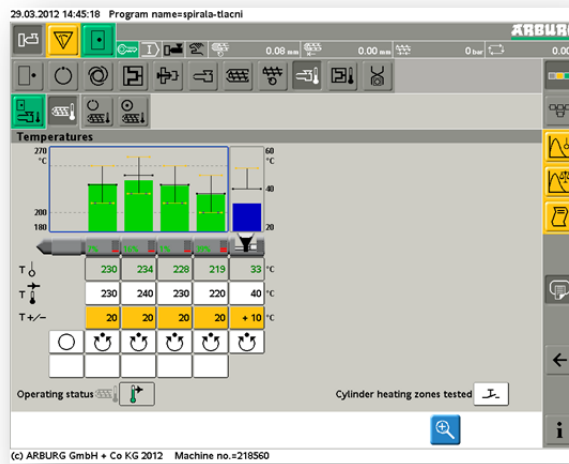 29.03.2012 14:45:18 Program name=spirala-tlacni
ARBURG
0.08 mm 0.00 mm 0 bar 0.00
Temperatures
270 60
°C °C
40
200
180 20
T 230 234 228 219 33 °C
T 230 240 230 220 40 °C
T +/- 20 20 20 20 + 10 °C
Operating status Cylinder heating zones tested
(c) ARBURG GmbH + Co KG 2012 Machine no.=218560